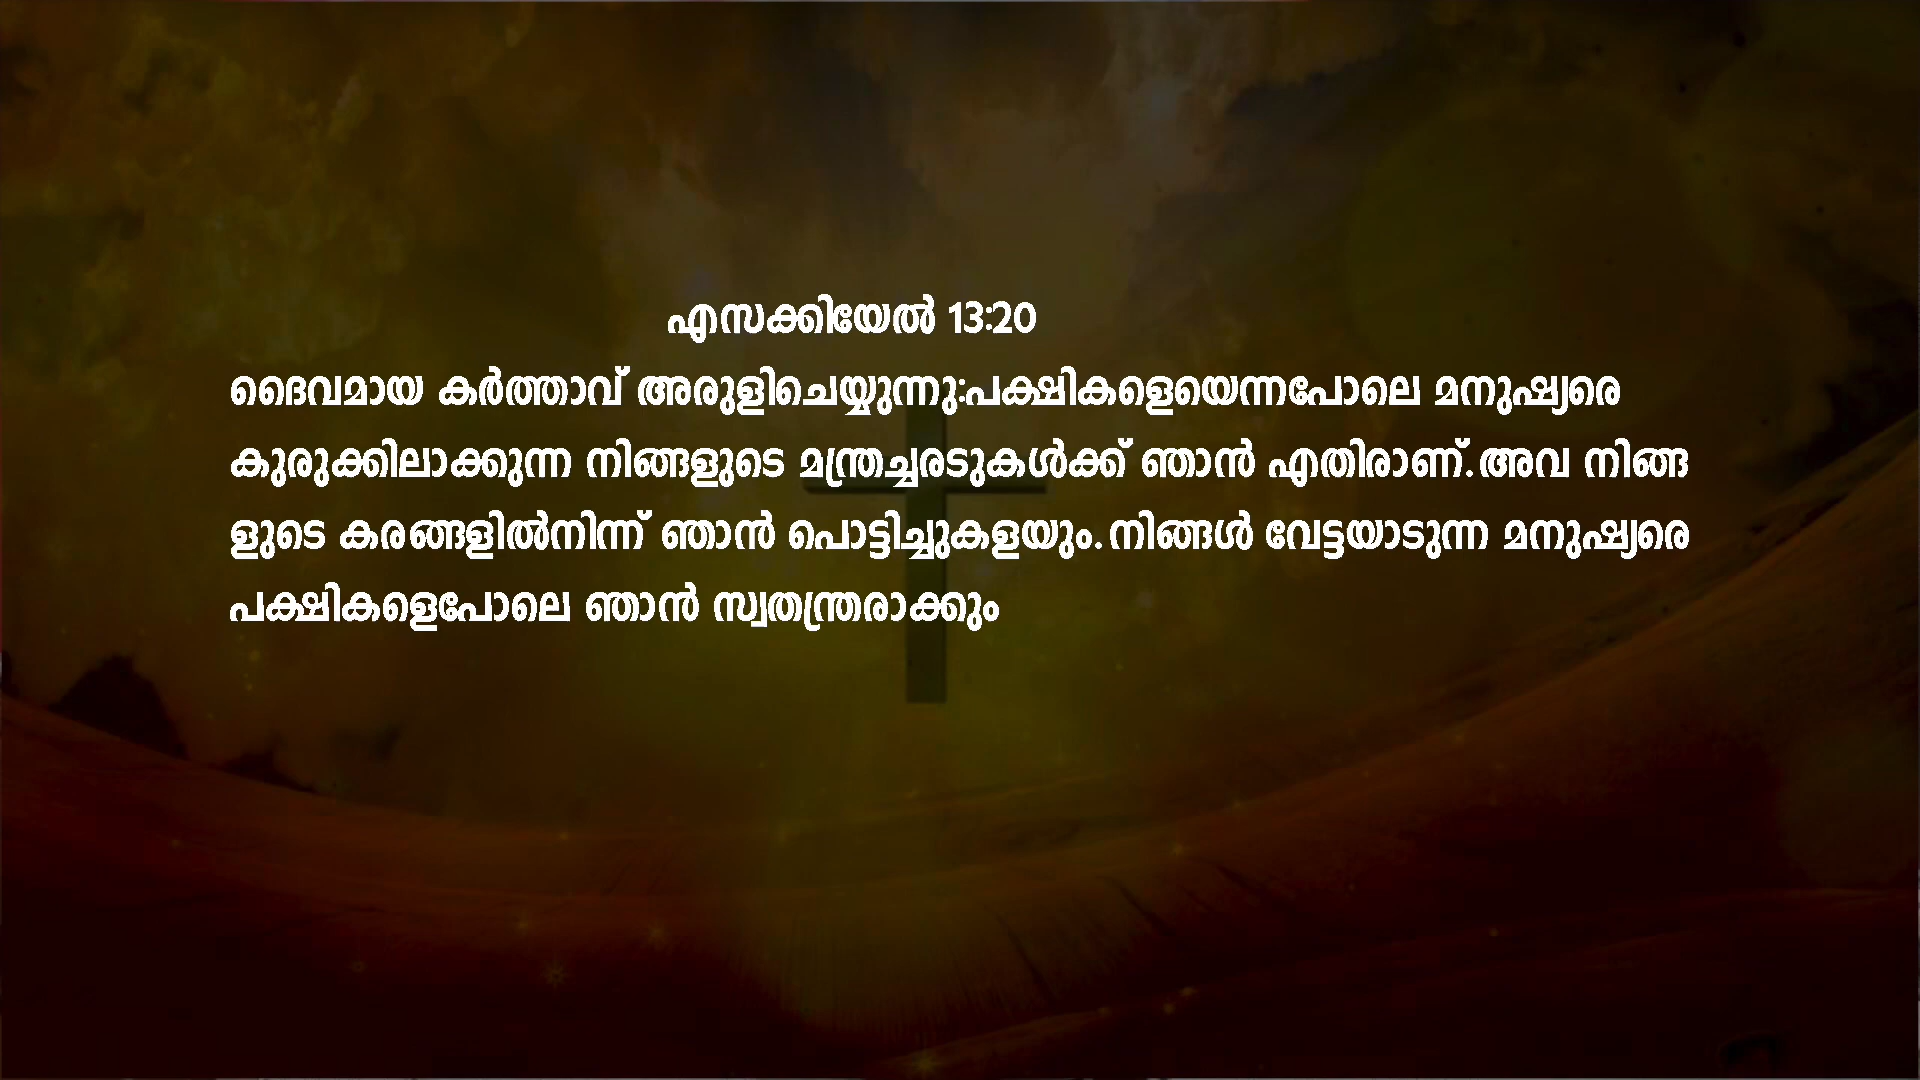 എസക്കിയേൽ 13:20
ദൈവമായ കർത്താവ് അരുളിചെയ്യുന്നു:പക്ഷികളെയെന്നപോലെ മനുഷ്യരെ
കുരുക്കിലാക്കുന്ന നിങ്ങളുടെ മന്ത്രച്ചരടുകൾക്ക് ഞാൻ എതിരാണ്.അവ നിങ്ങ
ളുടെ കരങ്ങളിൽനിന്ന് ഞാൻ പൊട്ടിച്ചുകളയും.നിങ്ങൾ വേട്ടയാടുന്ന മനുഷ്യരെ
പക്ഷികളെപോലെ ഞാൻ സ്വതന്ത്രരാക്കും